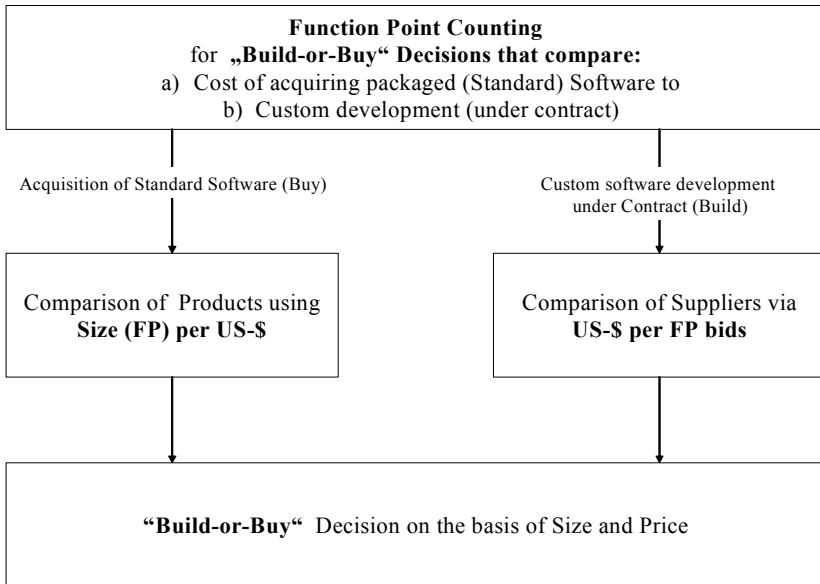 Function Point Counting
for „Build-or-Buy“ Decisions that compare:
a) Cost of acquiring packaged (Standard) Software to
b) Custom development (under contract)
Acquisition of Standard Software (Buy)
Custom software development
under Contract (Build)
Comparison of Products using
Size (FP) per US-$
Comparison of Suppliers via
US-$ per FP bids
“Build-or-Buy“ Decision on the basis of Size and Price